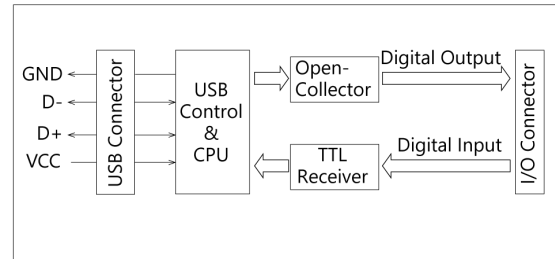 GND
D-
D+
VCC
USB Connector
USB
Control
&
CPU
Open-
Collector
Digital Output
TTL
Receiver
Digital Input
I/O Connector